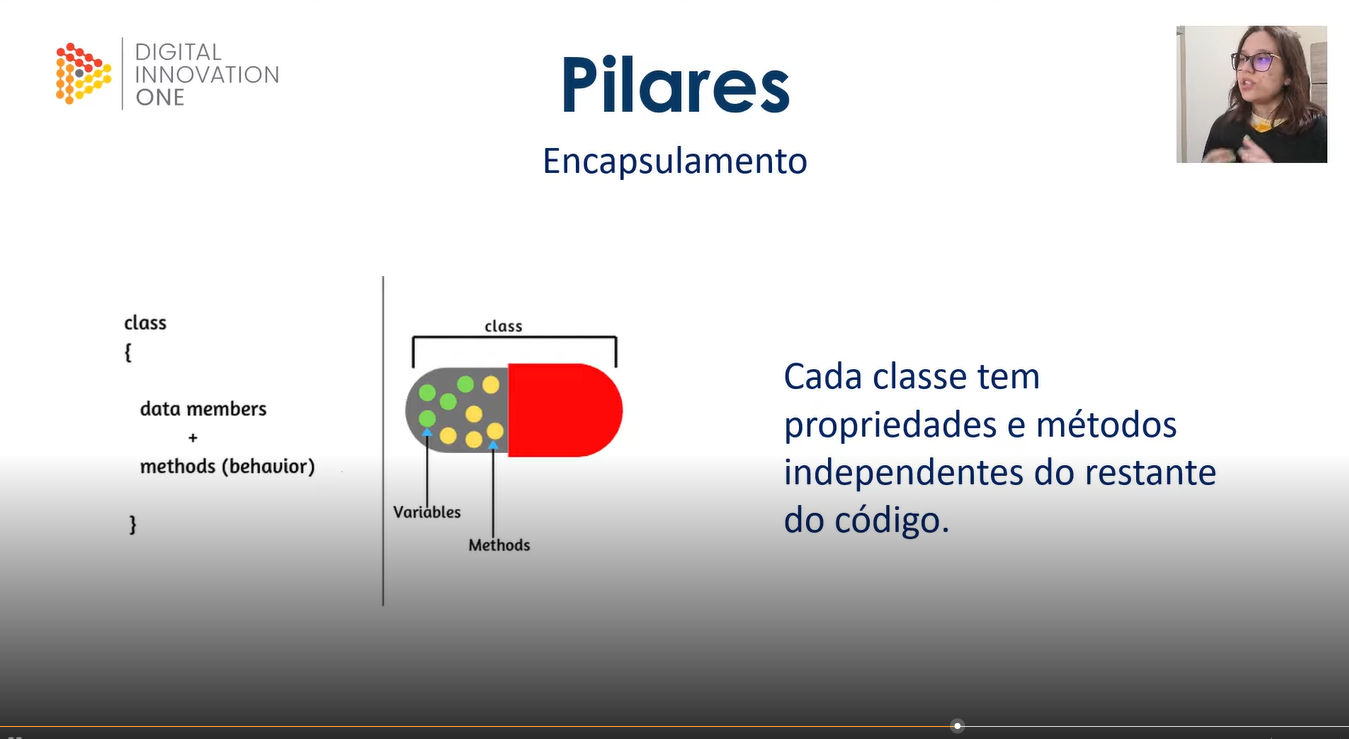 DIGITAL
INNOVATION
ONE
Pilares
Encapsulamento
class
{
data members
+
methods (behavior)
}
class
Variables
Methods
Cada classe tem
propriedades e métodos
independentes do restante
do código.